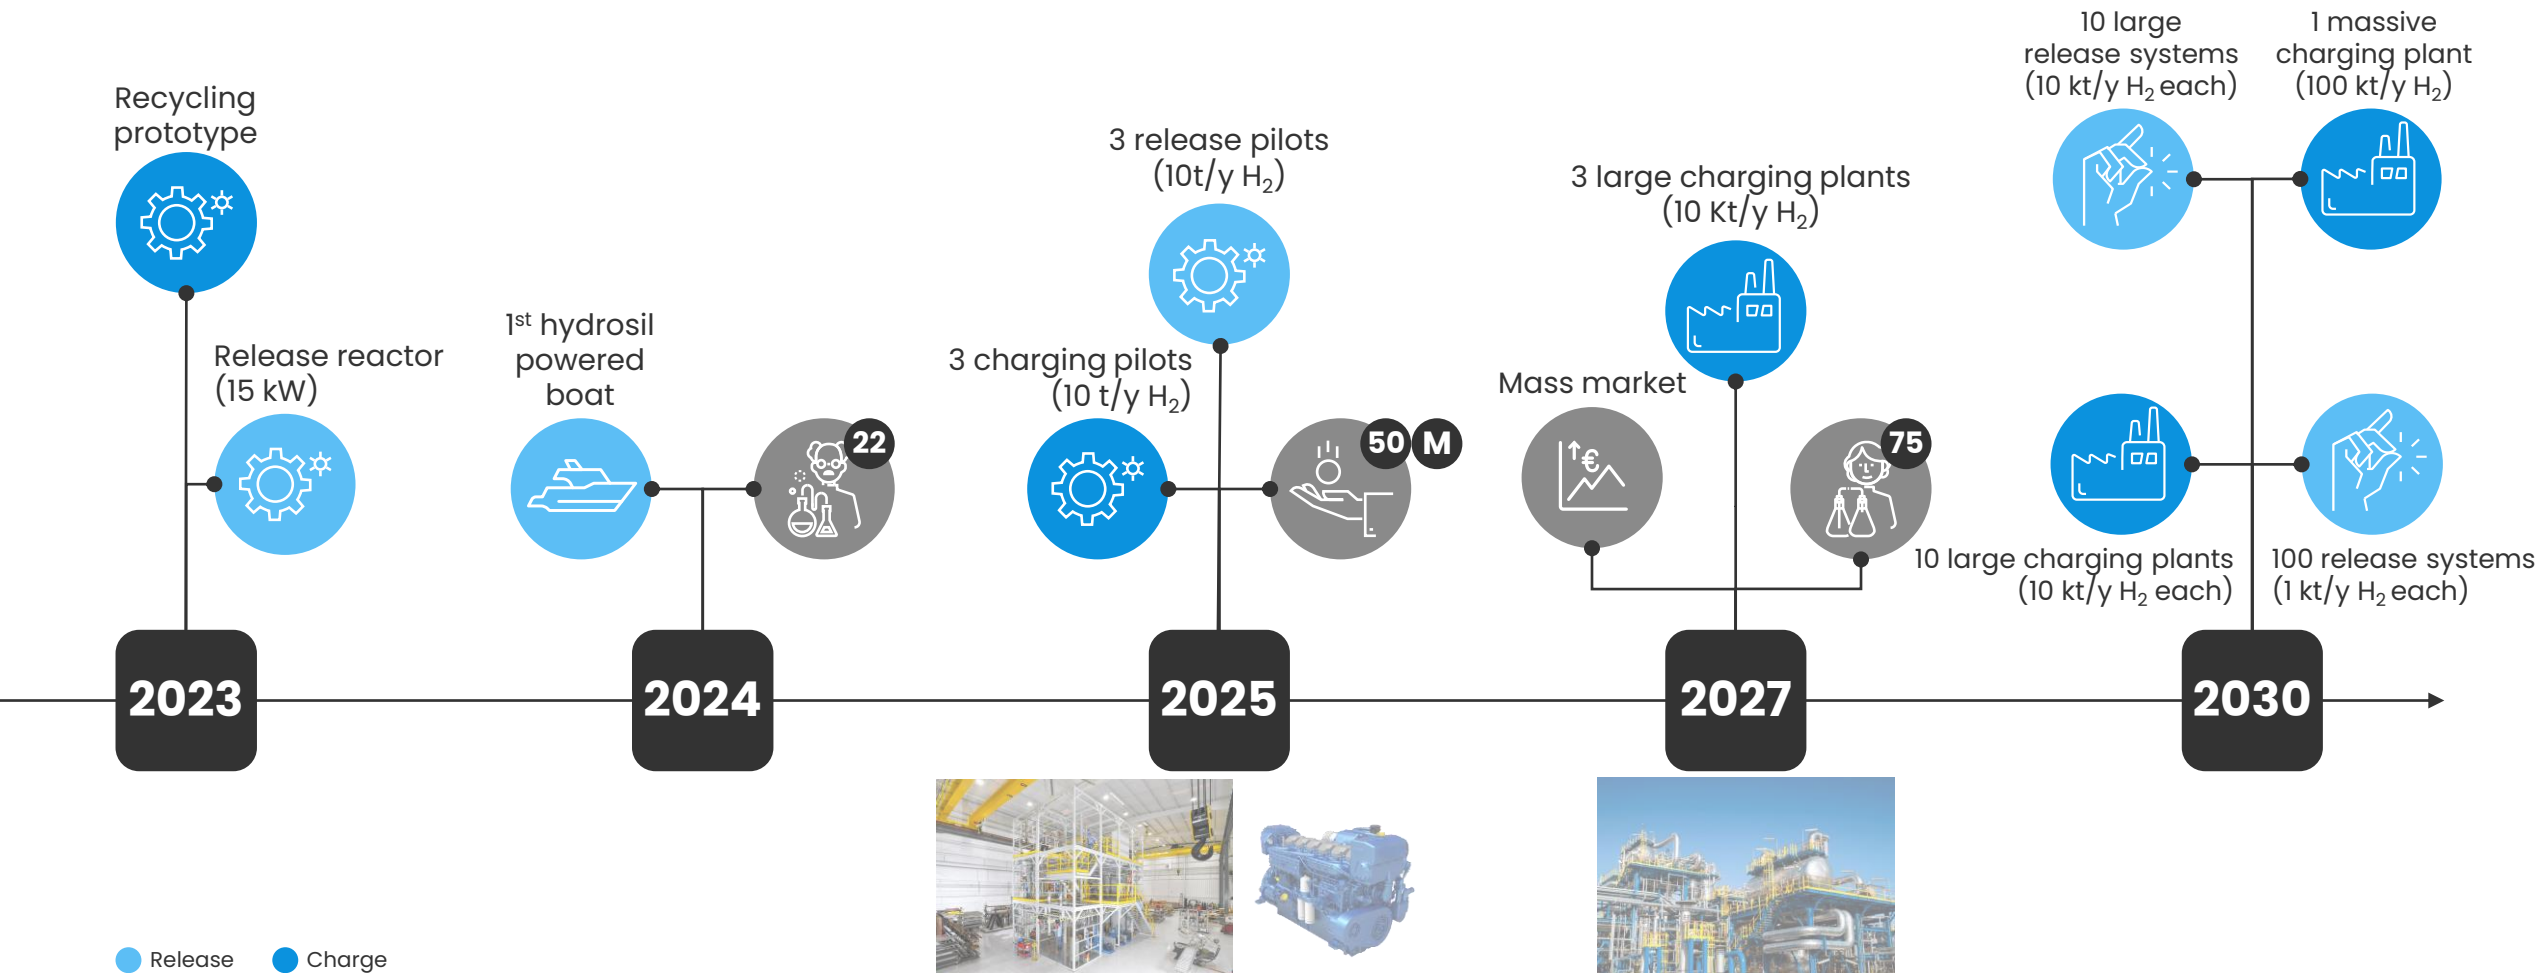 Recycling
prototype
Release reactor
(15 kW)
1st hydrosil
powered
boat
22
3 release pilots
(10t/y H₂)
3 charging pilots
(10 t/y H₂)
50 M
3 large charging plants
(10 Kt/y H₂)
Mass market
75
10 large
release systems
(10 kt/y H₂ each)
1 massive
charging plant
(100 kt/y H₂)
10 large charging plants
(10 kt/y H₂ each)
100 release systems
(1 kt/y H₂ each)
2023
2024
2025
2027
2030
Release
Charge